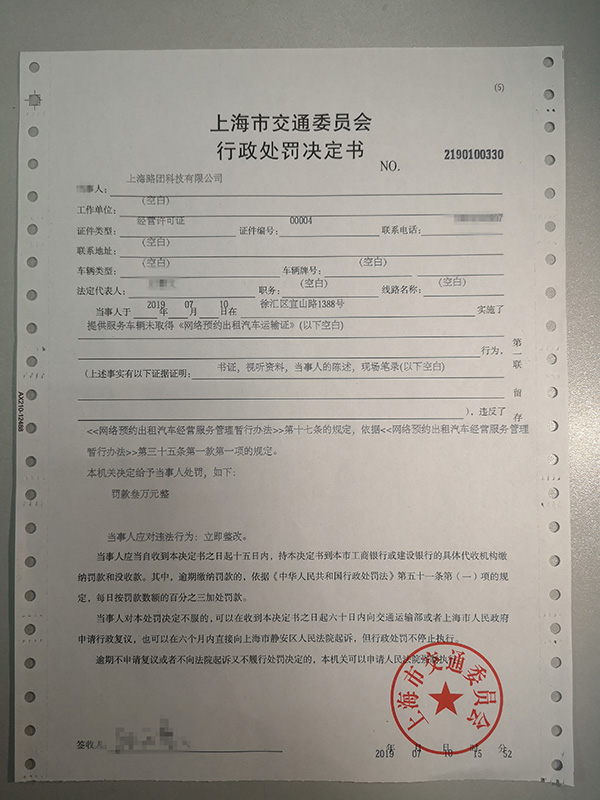 (5)
上海市交通委员会
行政处罚决定书
NO. 2190100330
上海路团科技有限公司
当事人：
(空白)
工作单位：
经营许可证 00004
证件类型： 证件编号： 联系电话：
(空白)
联系地址：
(空白) (空白)
车辆类型： 车辆牌号：
(空白) (空白)
法定代表人： 职务： 线路名称：
2019 07 10 徐汇区宜山路1388号
当事人于 年 月 日在 实施了
提供服务车辆未取得《网络预约出租汽车运输证》(以下空白)
行为，
书证，视听资料，当事人的陈述，现场笔录(以下空白)
(上述事实有以下证据证明：
)，违反了
<<网络预约出租汽车经营服务管理暂行办法>>第十七条的规定，依据<<网络预约出租汽车经营服务管理
暂行办法>>第三十五条第一款第一项的规定。
本机关决定给予当事人处罚，如下：
罚款叁万元整
当事人应对违法行为：立即整改。
当事人应当自收到本决定书之日起十五日内，持本决定书到本市工商银行或建设银行的具体代收机构缴
纳罚款和没收款。其中，逾期缴纳罚款的，依据《中华人民共和国行政处罚法》第五十一条第（一）项的规
定，每日按罚款数额的百分之三加处罚款。
当事人对本处罚决定不服的，可以在收到本决定书之日起六十日内向交通运输部或者上海市人民政府
申请行政复议，也可以在六个月内直接向上海市静安区人民法院起诉，但行政处罚不停止执行。
逾期不申请复议或者不向法院起诉又不履行处罚决定的，本机关可以申请人民法院强制执行。
上海市交通委员会
签收人
年 月 日 时 分
2019 07 10 15 52
第一联 留存
AX210-12488